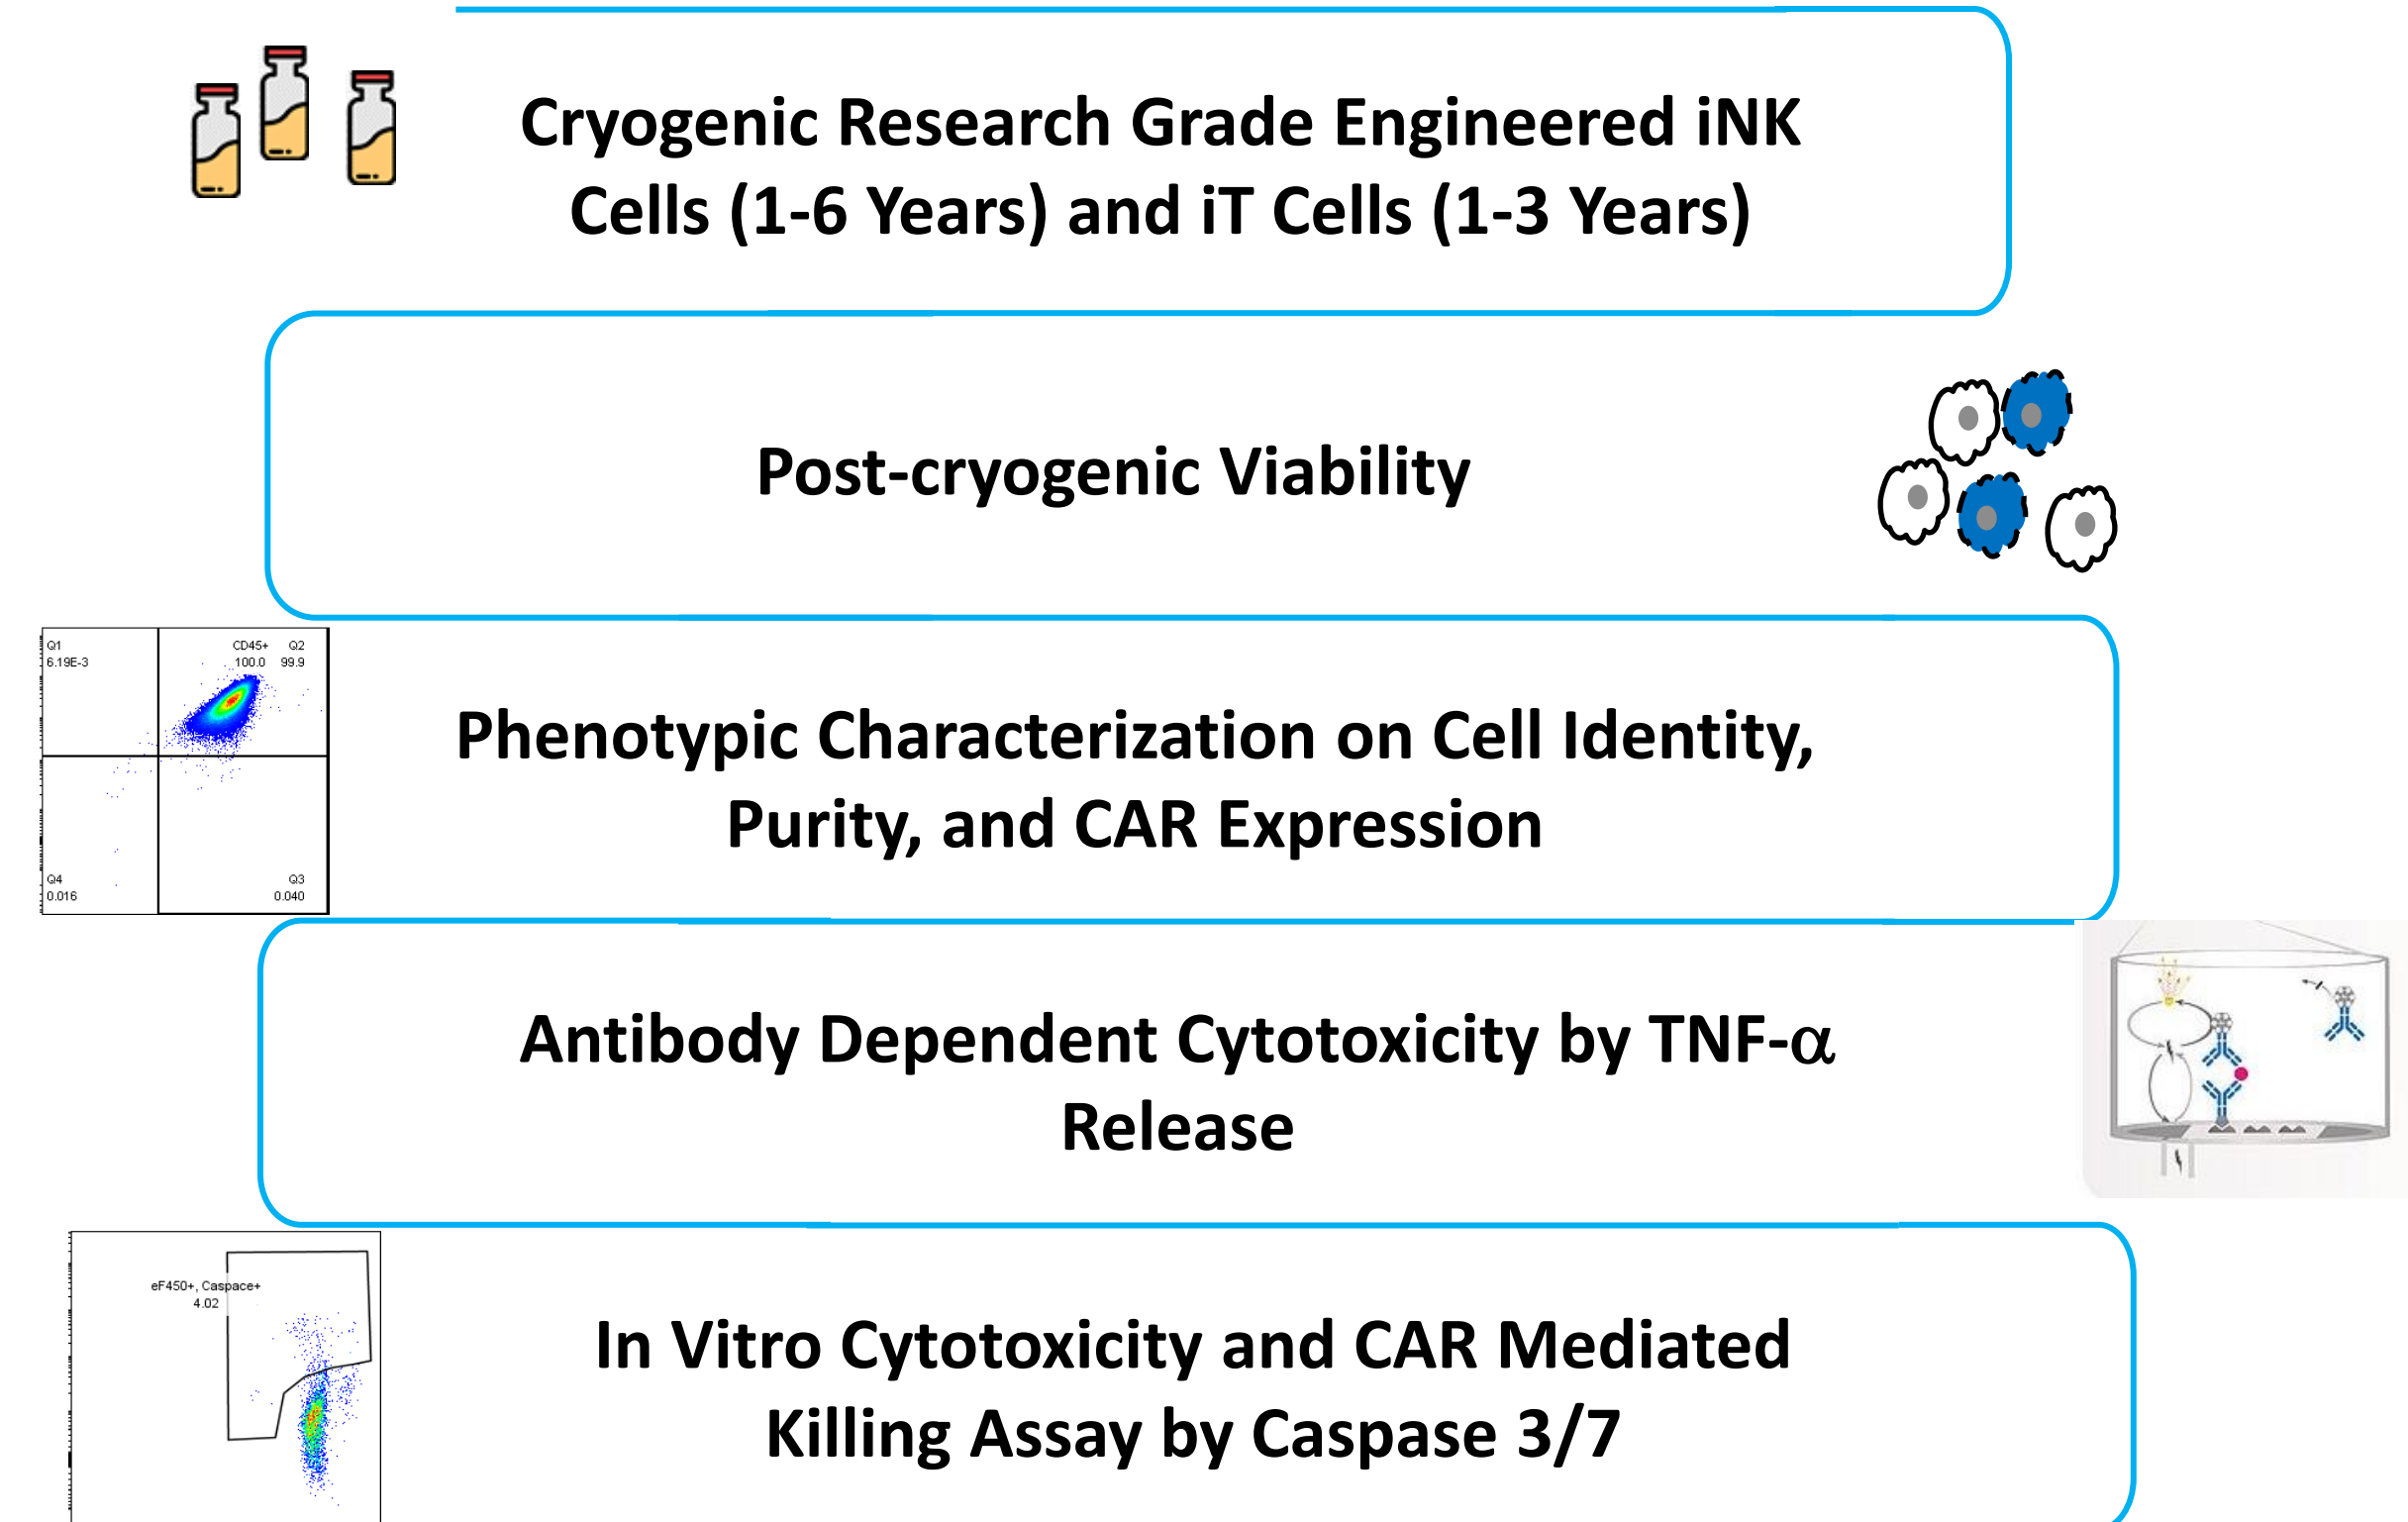 Cryogenic Research Grade Engineered iNK
Cells (1-6 Years) and iT Cells (1-3 Years)
Post-cryogenic Viability
Q1
6.19E-3
CD45+
100.0
Q2
99.9
Q4
0.016
Q3
0.040
Phenotypic Characterization on Cell Identity,
Purity, and CAR Expression
Antibody Dependent Cytotoxicity by TNF-α
Release
eF450+, Caspace+
4.02
In Vitro Cytotoxicity and CAR Mediated
Killing Assay by Caspase 3/7